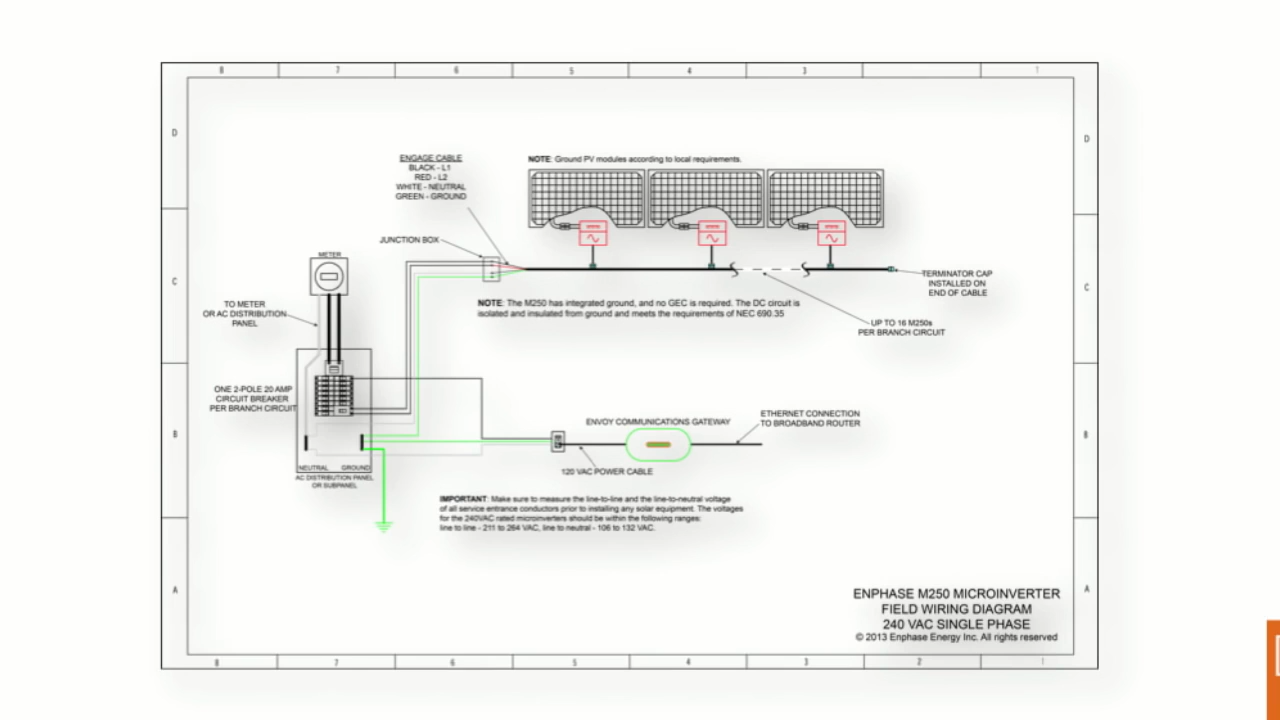 8 7 6 5 4 3 1
D D
ENGAGE CABLE
BLACK - L1
RED - L2
WHITE - NEUTRAL
GREEN - GROUND
NOTE: Ground PV modules according to local requirements.
JUNCTION BOX
METER
C C
TERMINATOR CAP
INSTALLED ON
END OF CABLE
TO METER
OR AC DISTRIBUTION
PANEL
NOTE: The M250 has integrated ground, and no GEC is required. The DC circuit is
isolated and insulated from ground and meets the requirements of NEC 690.35
UP TO 16 M250s
PER BRANCH CIRCUIT
ONE 2-POLE 20 AMP
CIRCUIT BREAKER
PER BRANCH CIRCUIT
ENVOY COMMUNICATIONS GATEWAY
ETHERNET CONNECTION
TO BROADBAND ROUTER
B B
120 VAC POWER CABLE
NEUTRAL GROUND
AC DISTRIBUTION PANEL
OR SUBPANEL
IMPORTANT: Make sure to measure the line-to-line and the line-to-neutral voltage
of all service entrance conductors prior to installing any solar equipment. The voltages
for the 240VAC rated microinverters should be within the following ranges:
line to line - 211 to 264 VAC, line to neutral - 106 to 132 VAC.
A A
ENPHASE M250 MICROINVERTER
FIELD WIRING DIAGRAM
240 VAC SINGLE PHASE
© 2013 Enphase Energy Inc. All rights reserved
8 7 6 5 4 3 2 1